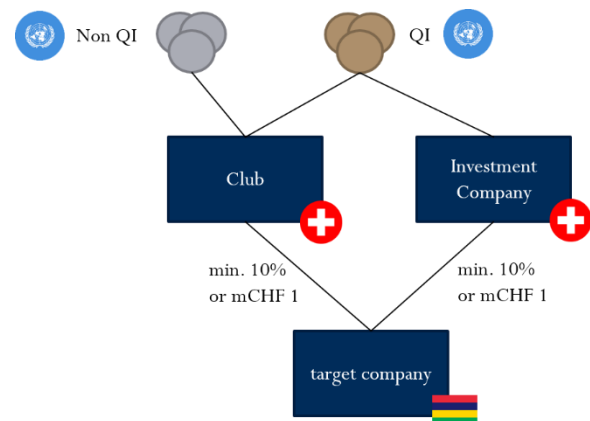 Non QI
QI
Club
Investment
Company
min. 10%
or mCHF 1
min. 10%
or mCHF 1
target company